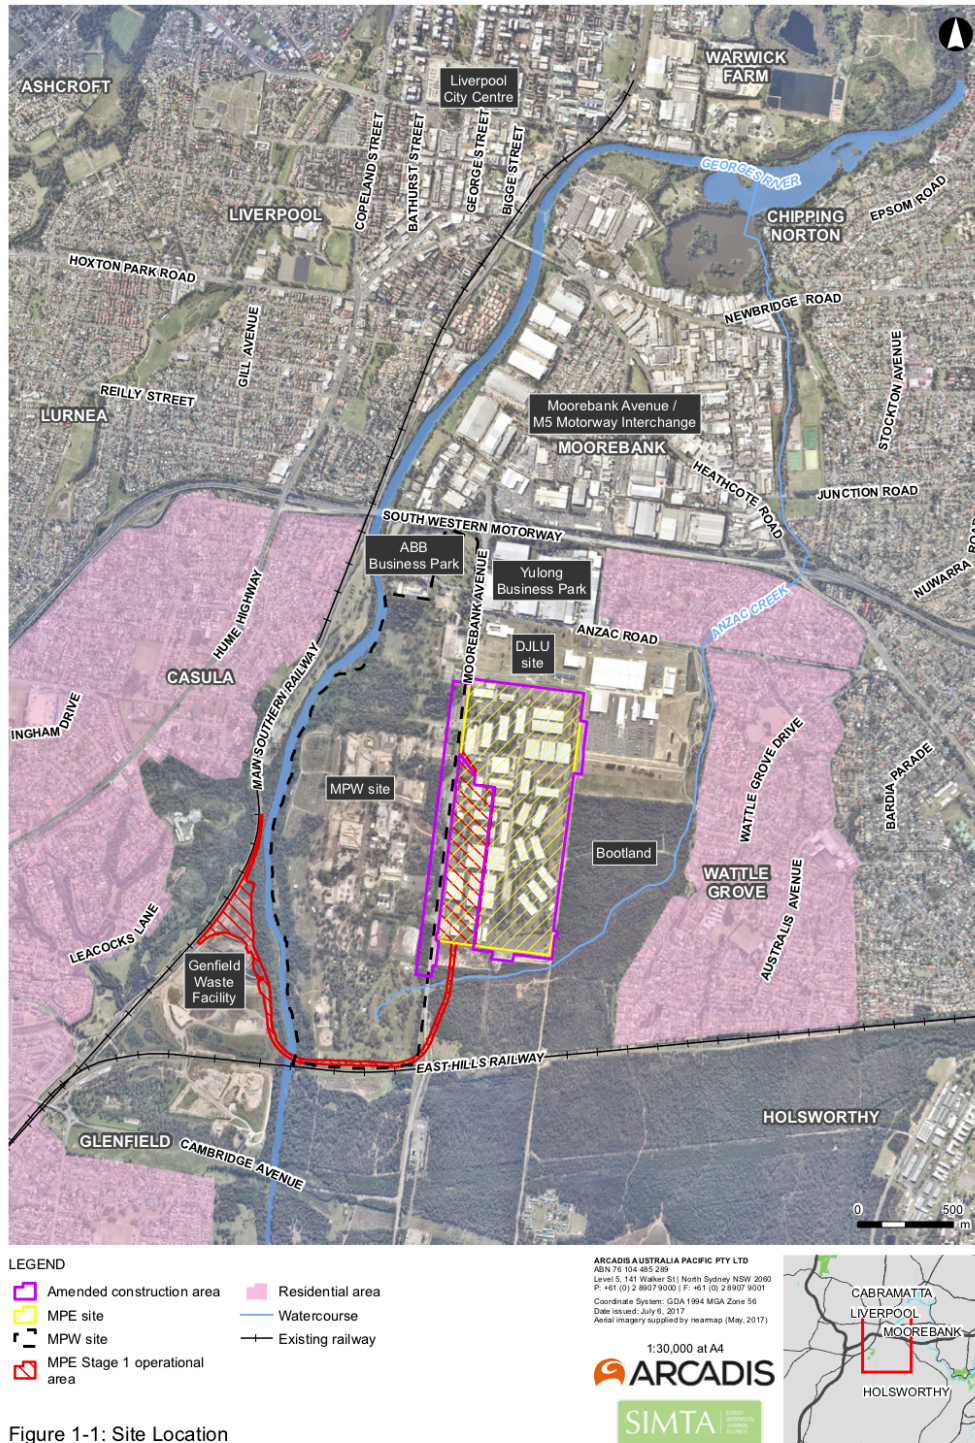 WARWICK
FARM
ASHCROFT
Liverpool
City Centre
COPELAND STREET
BATHURST STREET
GEORGE STREET
BIGGE STREET
GEORGES RIVER
EPSOM ROAD
LIVERPOOL
CHIPPING
NORTON
HOXTON PARK ROAD
NEWBRIDGE ROAD
GILL AVENUE
STOCKTON AVENUE
REILLY STREET
LURNEA
Moorebank Avenue /
M5 Motorway Interchange
MOOREBANK
HEATHCOTE ROAD
JUNCTION ROAD
SOUTH WESTERN MOTORWAY
ABB
Business Park
MOOREBANK AVENUE
Yulong
Business Park
NUWARRA ROAD
HUME HIGHWAY
ANZAC CREEK
ANZAC ROAD
DJLU
site
CASULA
MAIN SOUTHERN RAILWAY
INGHAM DRIVE
WATTLE GROVE DRIVE
BARDIA PARADE
MPW site
Bootland
WATTLE
GROVE
AUSTRALIS AVENUE
LEACOCKS LANE
Genfield
Waste
Facility
EAST HILLS RAILWAY
HOLSWORTHY
GLENFIELD
CAMBRIDGE AVENUE
0 500
m
LEGEND
Amended construction area
MPE site
MPW site
MPE Stage 1 operational
area
Residential area
Watercourse
Existing railway
ARCADIS AUSTRALIA PACIFIC PTY LTD
ABN 76 104 485 289
Level 5, 141 Walker St | North Sydney NSW 2060
P: +61 (0) 2 8907 9000 | F: +61 (0) 2 8907 9001
Coordinate System: GDA 1994 MGA Zone 56
Date issued: July 6, 2017
Aerial imagery supplied by nearmap (May, 2017)
1:30,000 at A4
ARCADIS
SIMTA
CABRAMATTA
LIVERPOOL
MOOREBANK
HOLSWORTHY
Figure 1-1: Site Location